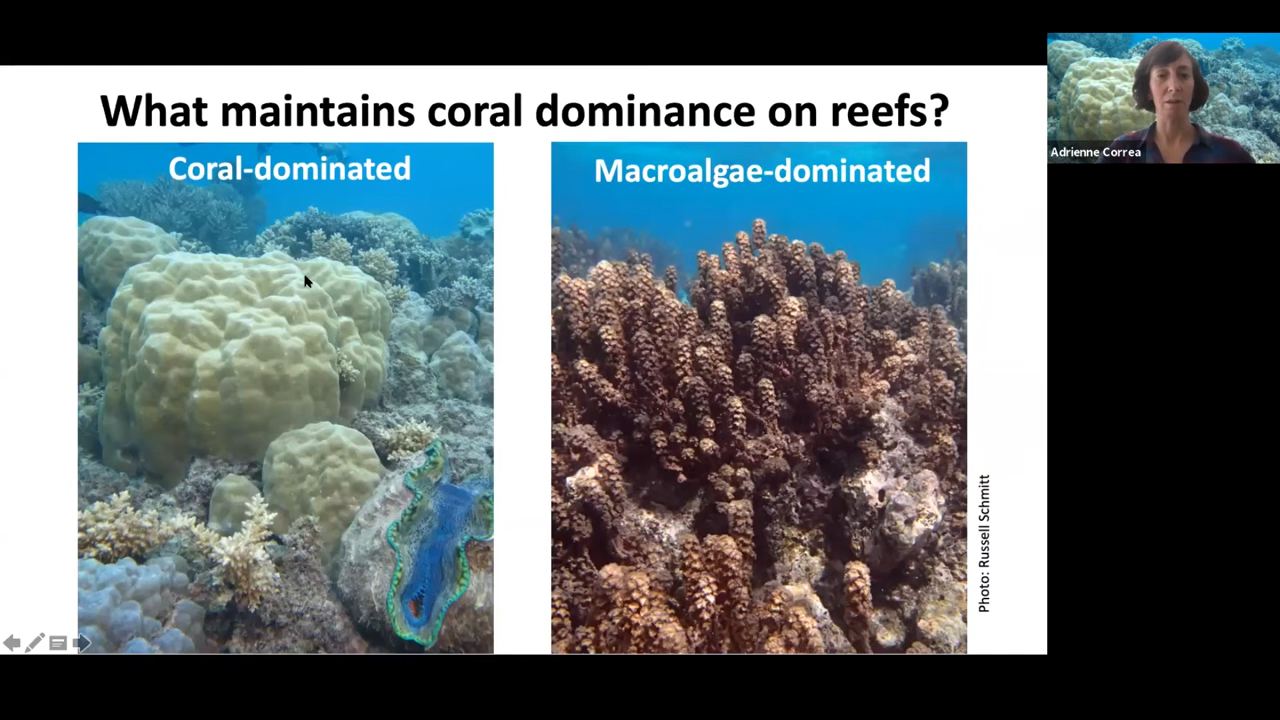 What maintains coral dominance on reefs?
Coral-dominated
Macroalgae-dominated
Photo: Russell Schmitt
Adrienne Correa